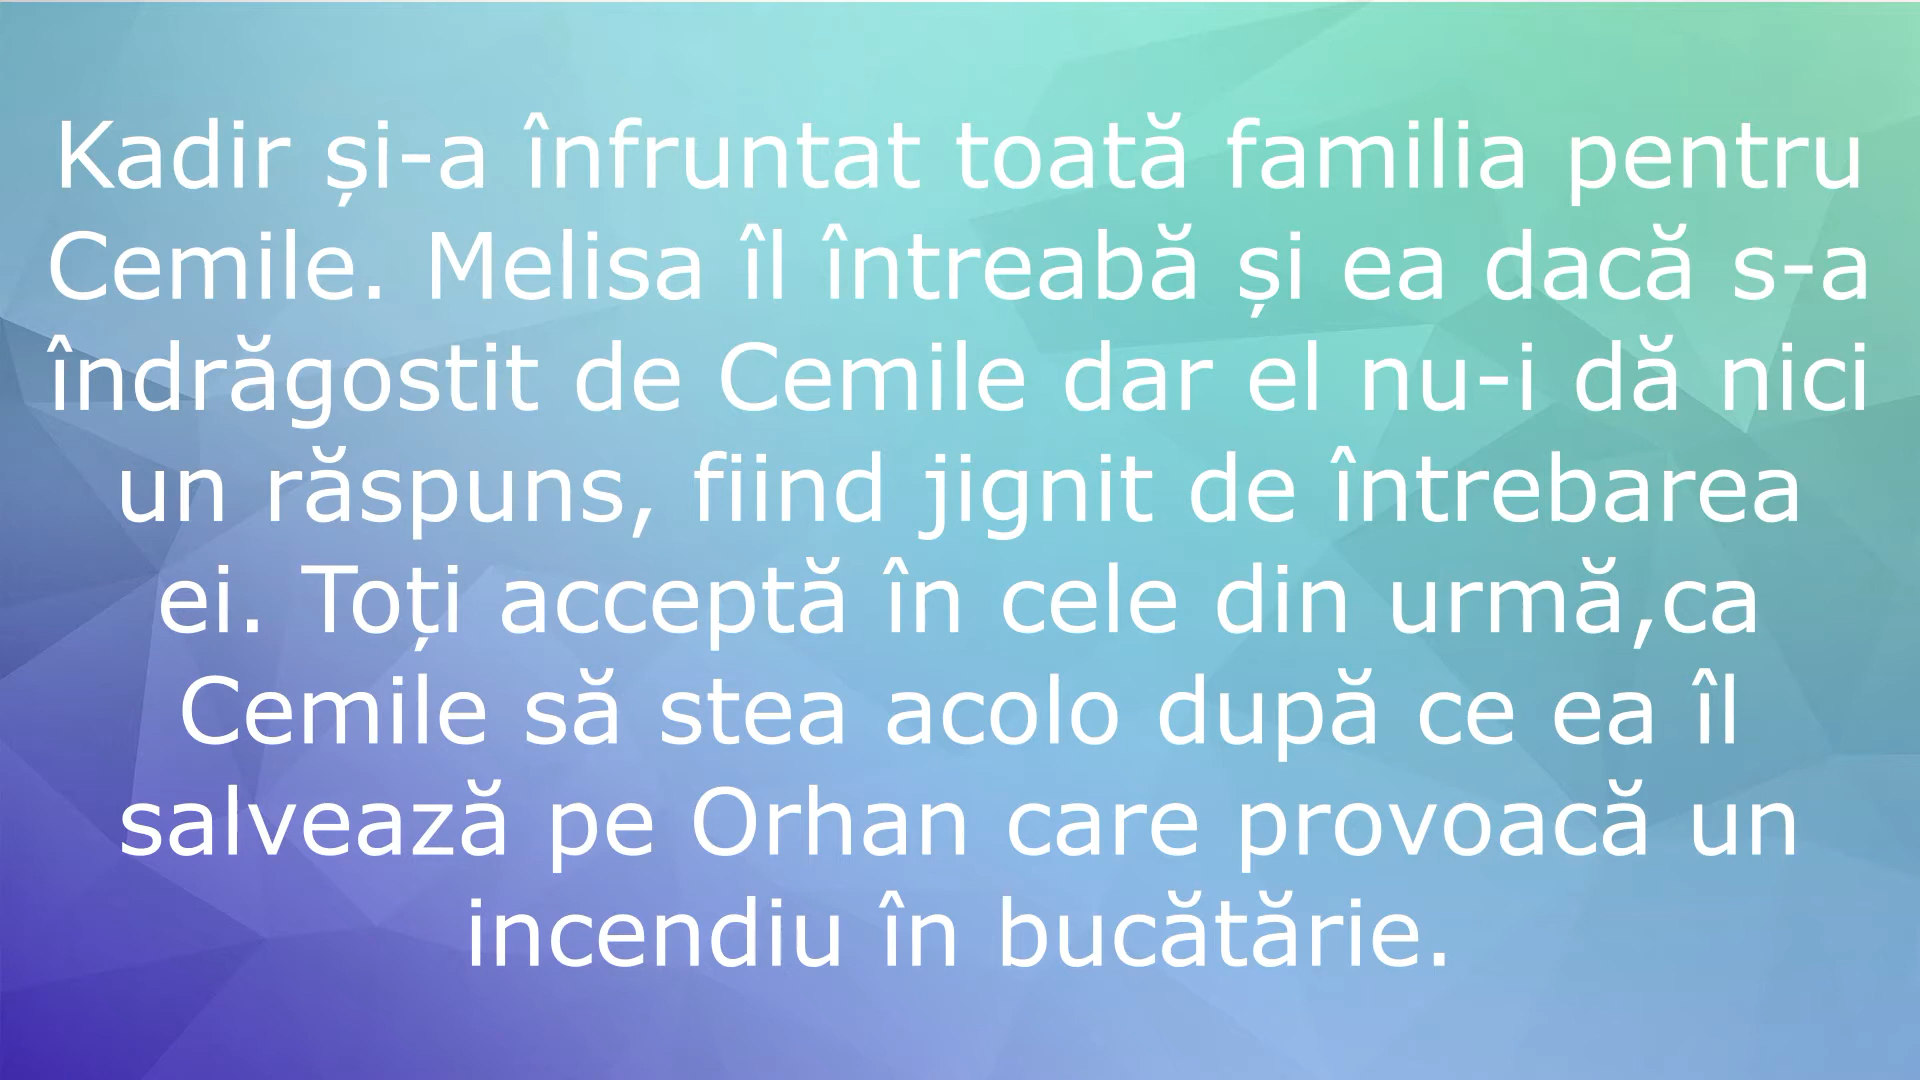 Kadir și-a înfruntat toată familia pentru
Cemile. Melisa îl întreabă și ea dacă s-a
îndrăgostit de Cemile dar el nu-i dă nici
un răspuns, fiind jignit de întrebarea
ei. Toți acceptă în cele din urmă,ca
Cemile să stea acolo după ce ea îl
salvează pe Orhan care provoacă un
incendiu în bucătărie.